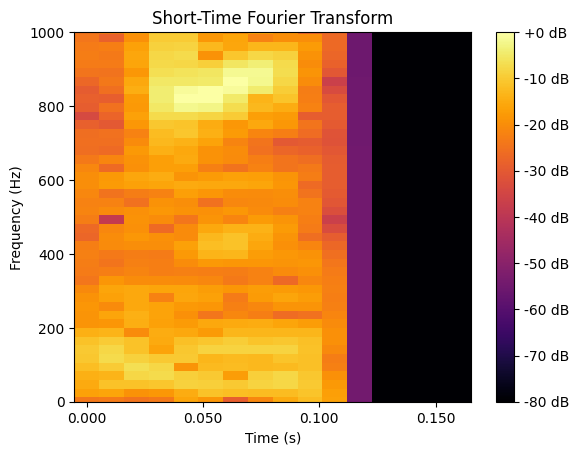 Short-Time Fourier Transform
1000
800
600
400
200
0
Frequency (Hz)
0.000
0.050
0.100
0.150
Time (s)
+0 dB
-10 dB
-20 dB
-30 dB
-40 dB
-50 dB
-60 dB
-70 dB
-80 dB